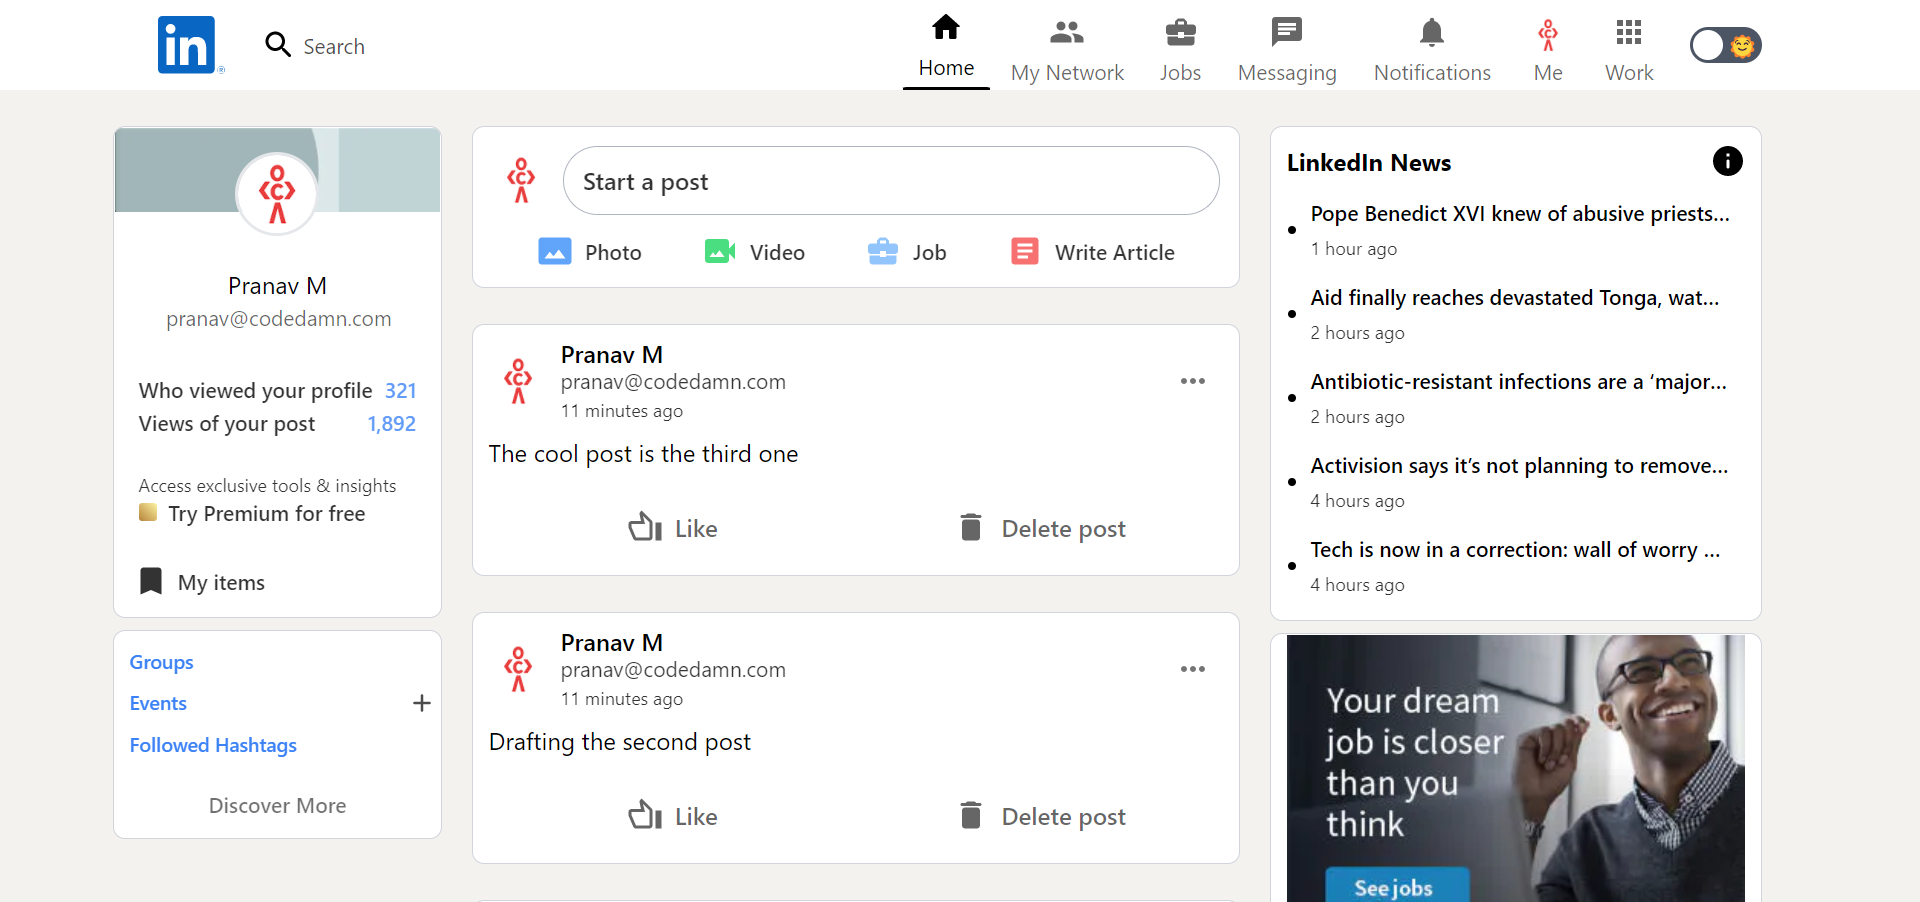 in
Search
Home
My Network
Jobs
Messaging
Notifications
Me
Work
Pranav M
pranav@codedamn.com
Who viewed your profile 321
Views of your post 1,892
Access exclusive tools & insights
Try Premium for free
My items
Groups
Events
Followed Hashtags
Discover More
Start a post
Photo
Video
Job
Write Article
Pranav M
pranav@codedamn.com
11 minutes ago
The cool post is the third one
Like
Delete post
Pranav M
pranav@codedamn.com
11 minutes ago
Drafting the second post
Like
Delete post
LinkedIn News
Pope Benedict XVI knew of abusive priests...
1 hour ago
Aid finally reaches devastated Tonga, wat...
2 hours ago
Antibiotic-resistant infections are a ‘major...
2 hours ago
Activision says it’s not planning to remove...
4 hours ago
Tech is now in a correction: wall of worry ...
4 hours ago
Your dream
job is closer
than you
think
See jobs